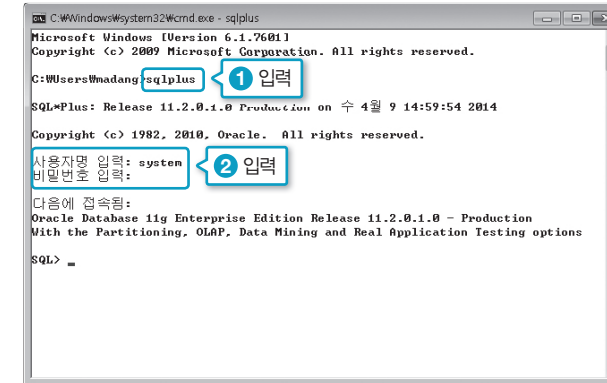 C:\Windows\system32\cmd.exe - sqlplus
Microsoft Windows [Version 6.1.7601]
Copyright (c) 2009 Microsoft Corporation. All rights reserved.
C:\Users\madang>sqlplus
1 입력
SQL*Plus: Release 11.2.0.1.0 Production on 수 4월 9 14:59:54 2014
Copyright (c) 1982, 2010, Oracle. All rights reserved.
사용자명 입력: system
비밀번호 입력:
2 입력
다음에 접속됨:
Oracle Database 11g Enterprise Edition Release 11.2.0.1.0 - Production
With the Partitioning, OLAP, Data Mining and Real Application Testing options
SQL> _